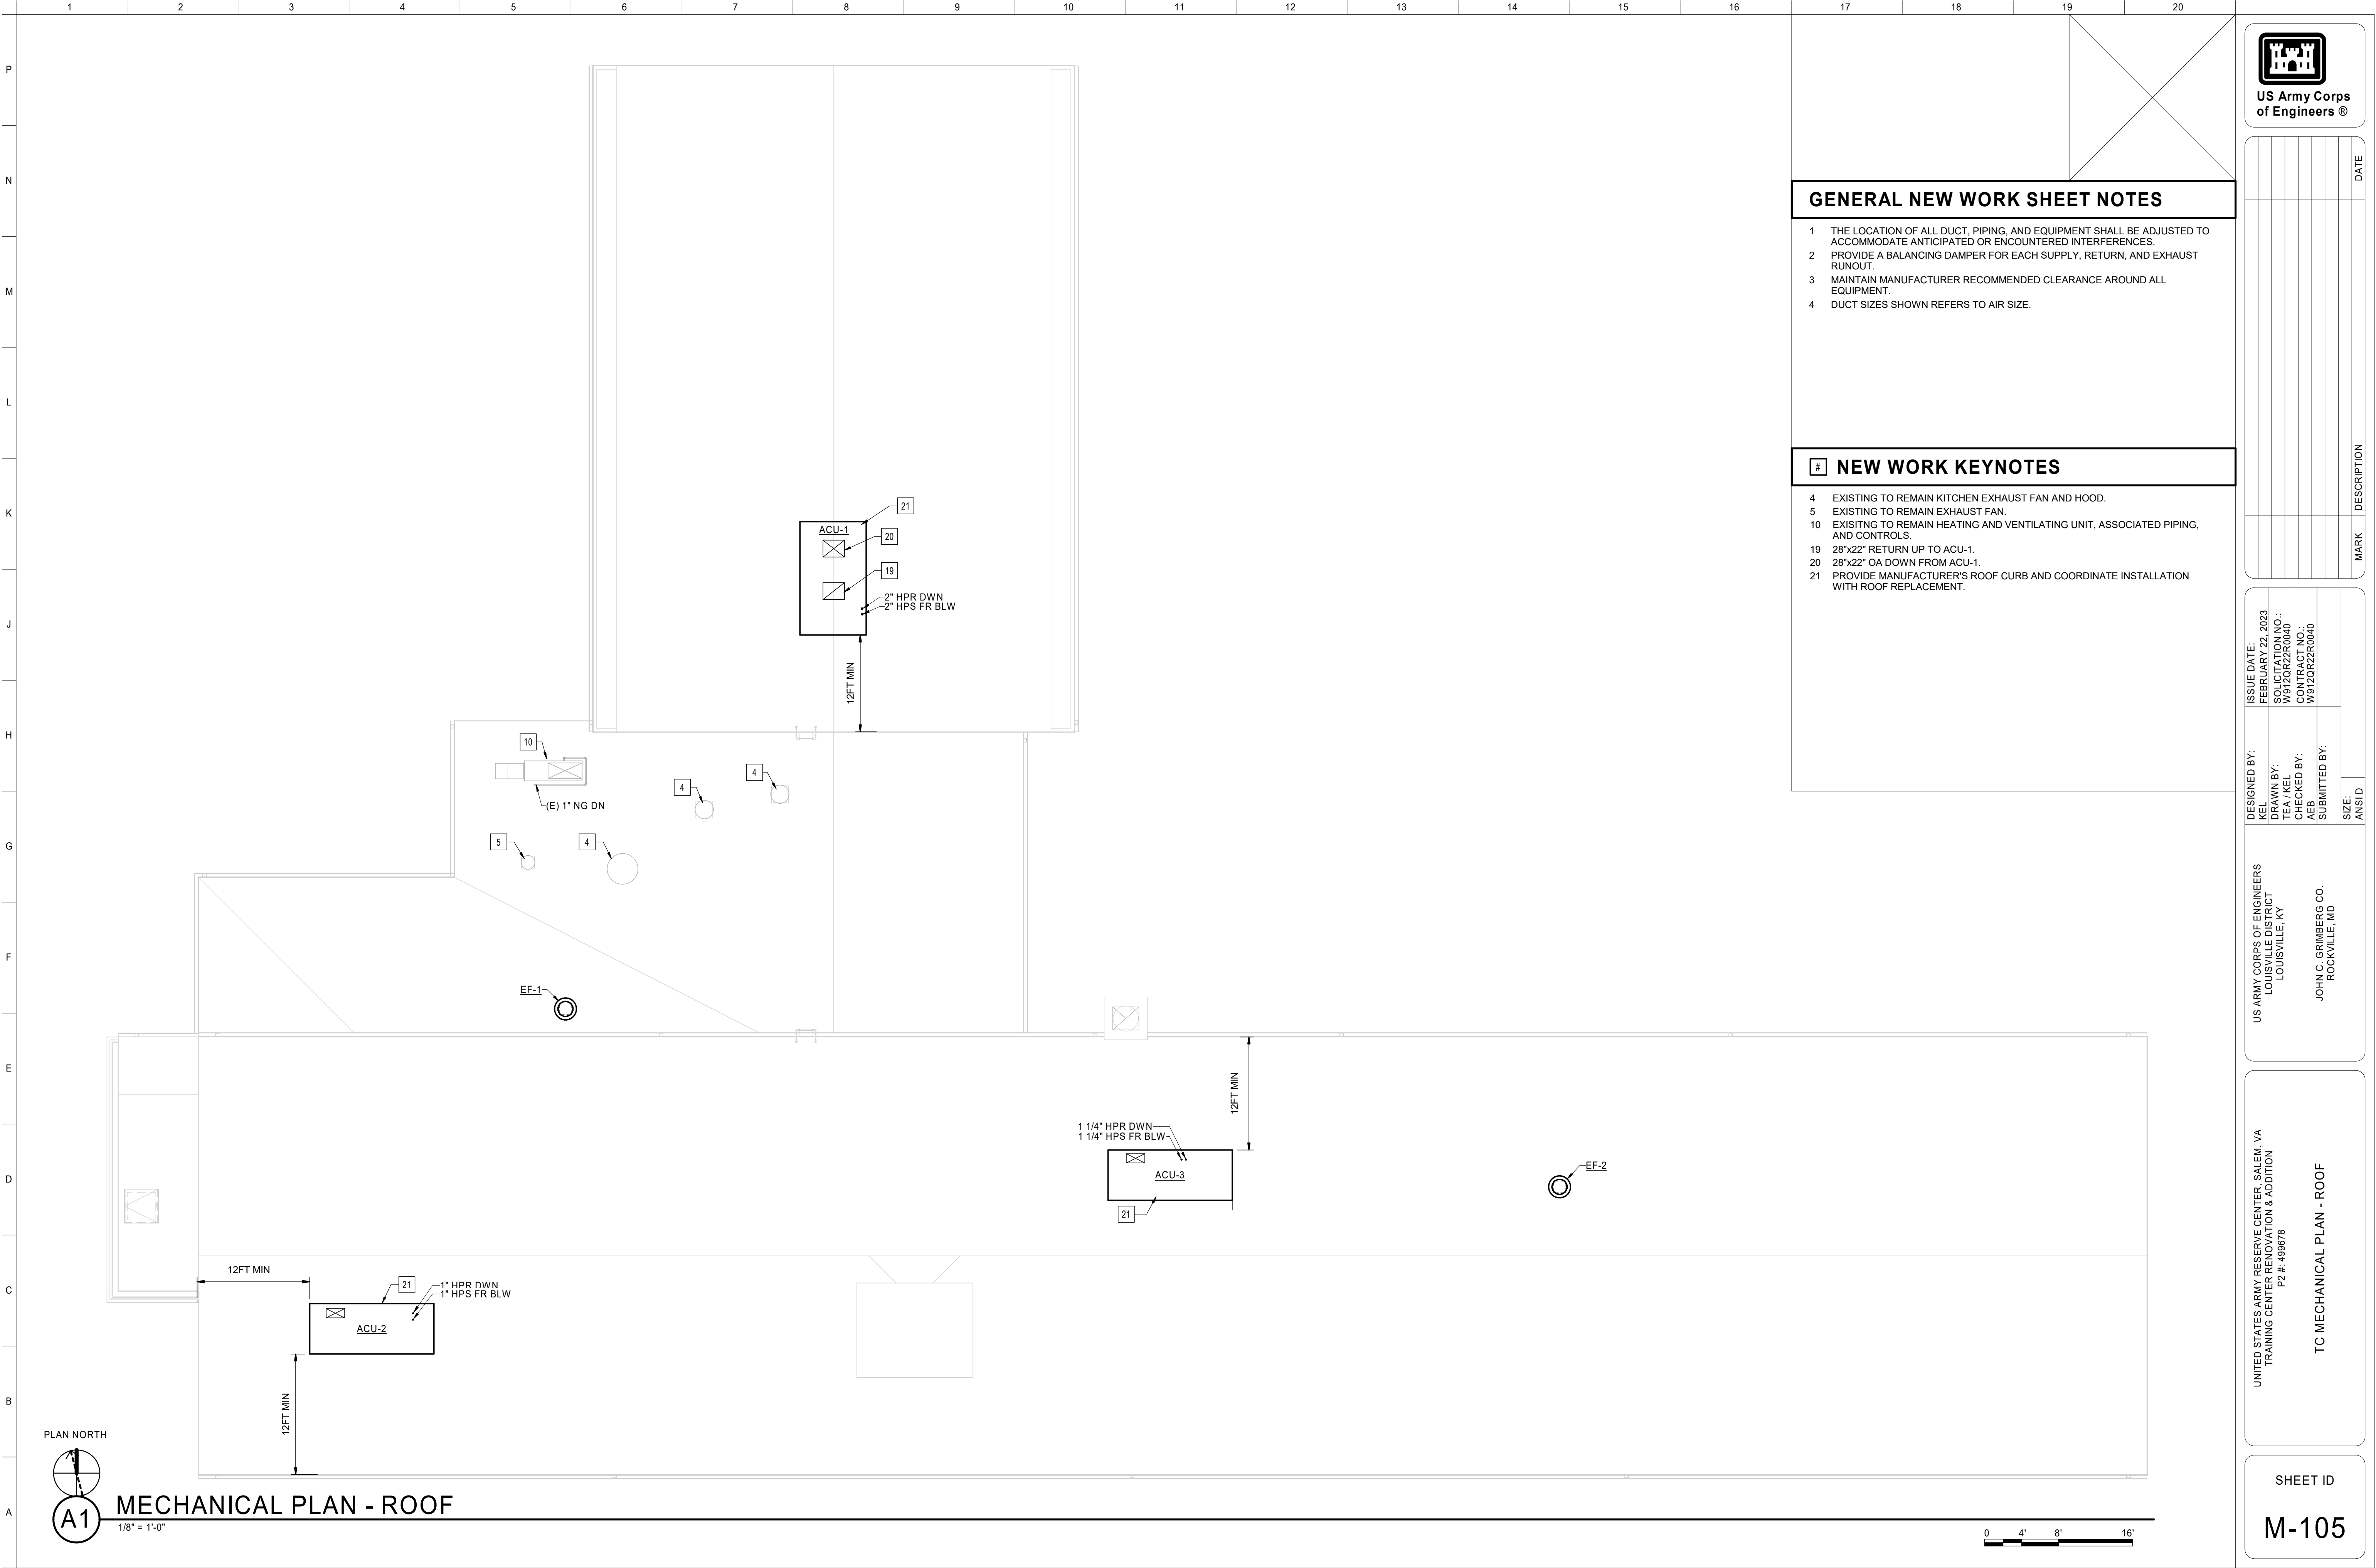 1 2 3 4 5 6 7 8 9 10 11 12 13 14 15 16 17 18 19 20
P
N
M
L
K
J
H
G
F
E
D
C
B
A
21
ACU-1
20
19
2" HPR DWN
2" HPS FR BLW
12FT MIN
10
(E) 1" NG DN
4
4
5
4
EF-1
12FT MIN
1 1/4" HPR DWN
1 1/4" HPS FR BLW
ACU-3
21
EF-2
12FT MIN
21
1" HPR DWN
1" HPS FR BLW
ACU-2
12FT MIN
PLAN NORTH
A1
MECHANICAL PLAN - ROOF
1/8" = 1'-0"
0 4' 8' 16'
GENERAL NEW WORK SHEET NOTES
1 THE LOCATION OF ALL DUCT, PIPING, AND EQUIPMENT SHALL BE ADJUSTED TO
ACCOMMODATE ANTICIPATED OR ENCOUNTERED INTERFERENCES.
2 PROVIDE A BALANCING DAMPER FOR EACH SUPPLY, RETURN, AND EXHAUST
RUNOUT.
3 MAINTAIN MANUFACTURER RECOMMENDED CLEARANCE AROUND ALL
EQUIPMENT.
4 DUCT SIZES SHOWN REFERS TO AIR SIZE.
# NEW WORK KEYNOTES
4 EXISTING TO REMAIN KITCHEN EXHAUST FAN AND HOOD.
5 EXISTING TO REMAIN EXHAUST FAN.
10 EXISITNG TO REMAIN HEATING AND VENTILATING UNIT, ASSOCIATED PIPING,
AND CONTROLS.
19 28"x22" RETURN UP TO ACU-1.
20 28"x22" OA DOWN FROM ACU-1.
21 PROVIDE MANUFACTURER'S ROOF CURB AND COORDINATE INSTALLATION
WITH ROOF REPLACEMENT.
US Army Corps
of Engineers ®
DATE
DESCRIPTION
MARK
ISSUE DATE:
FEBRUARY 22, 2023
SOLICITATION NO.:
W912QR22R0040
CONTRACT NO.:
W912QR22R0040
DESIGNED BY:
KEL
DRAWN BY:
TEA / KEL
CHECKED BY:
AEB
SUBMITTED BY:
SIZE:
ANSI D
US ARMY CORPS OF ENGINEERS
LOUISVILLE DISTRICT
LOUISVILLE, KY
JOHN C. GRIMBERG CO.
ROCKVILLE, MD
UNITED STATES ARMY RESERVE CENTER, SALEM, VA
TRAINING CENTER RENOVATION & ADDITION
P2 #: 499678
TC MECHANICAL PLAN - ROOF
SHEET ID
M-105